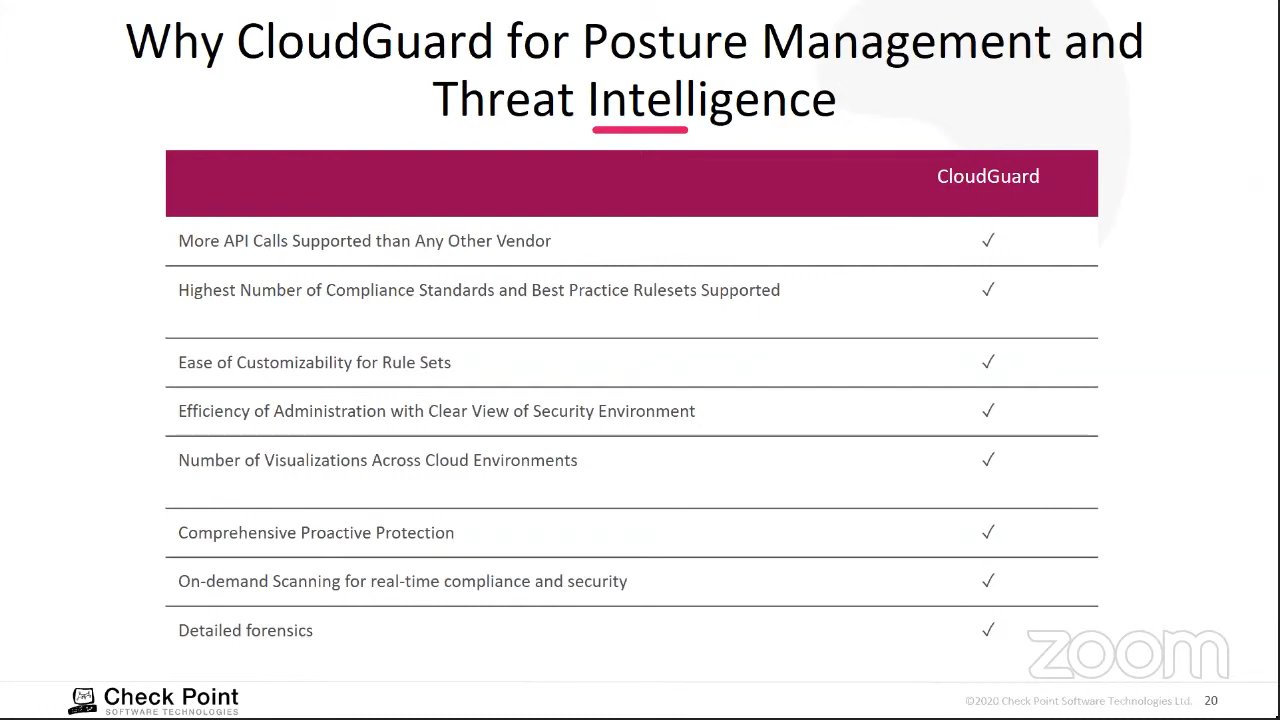 Why CloudGuard for Posture Management and
Threat Intelligence
CloudGuard
More API Calls Supported than Any Other Vendor ✓
Highest Number of Compliance Standards and Best Practice Rulesets Supported ✓
Ease of Customizability for Rule Sets ✓
Efficiency of Administration with Clear View of Security Environment ✓
Number of Visualizations Across Cloud Environments ✓
Comprehensive Proactive Protection ✓
On-demand Scanning for real-time compliance and security ✓
Detailed forensics ✓
zoom
Check Point
SOFTWARE TECHNOLOGIES
©2020 Check Point Software Technologies Ltd. 20